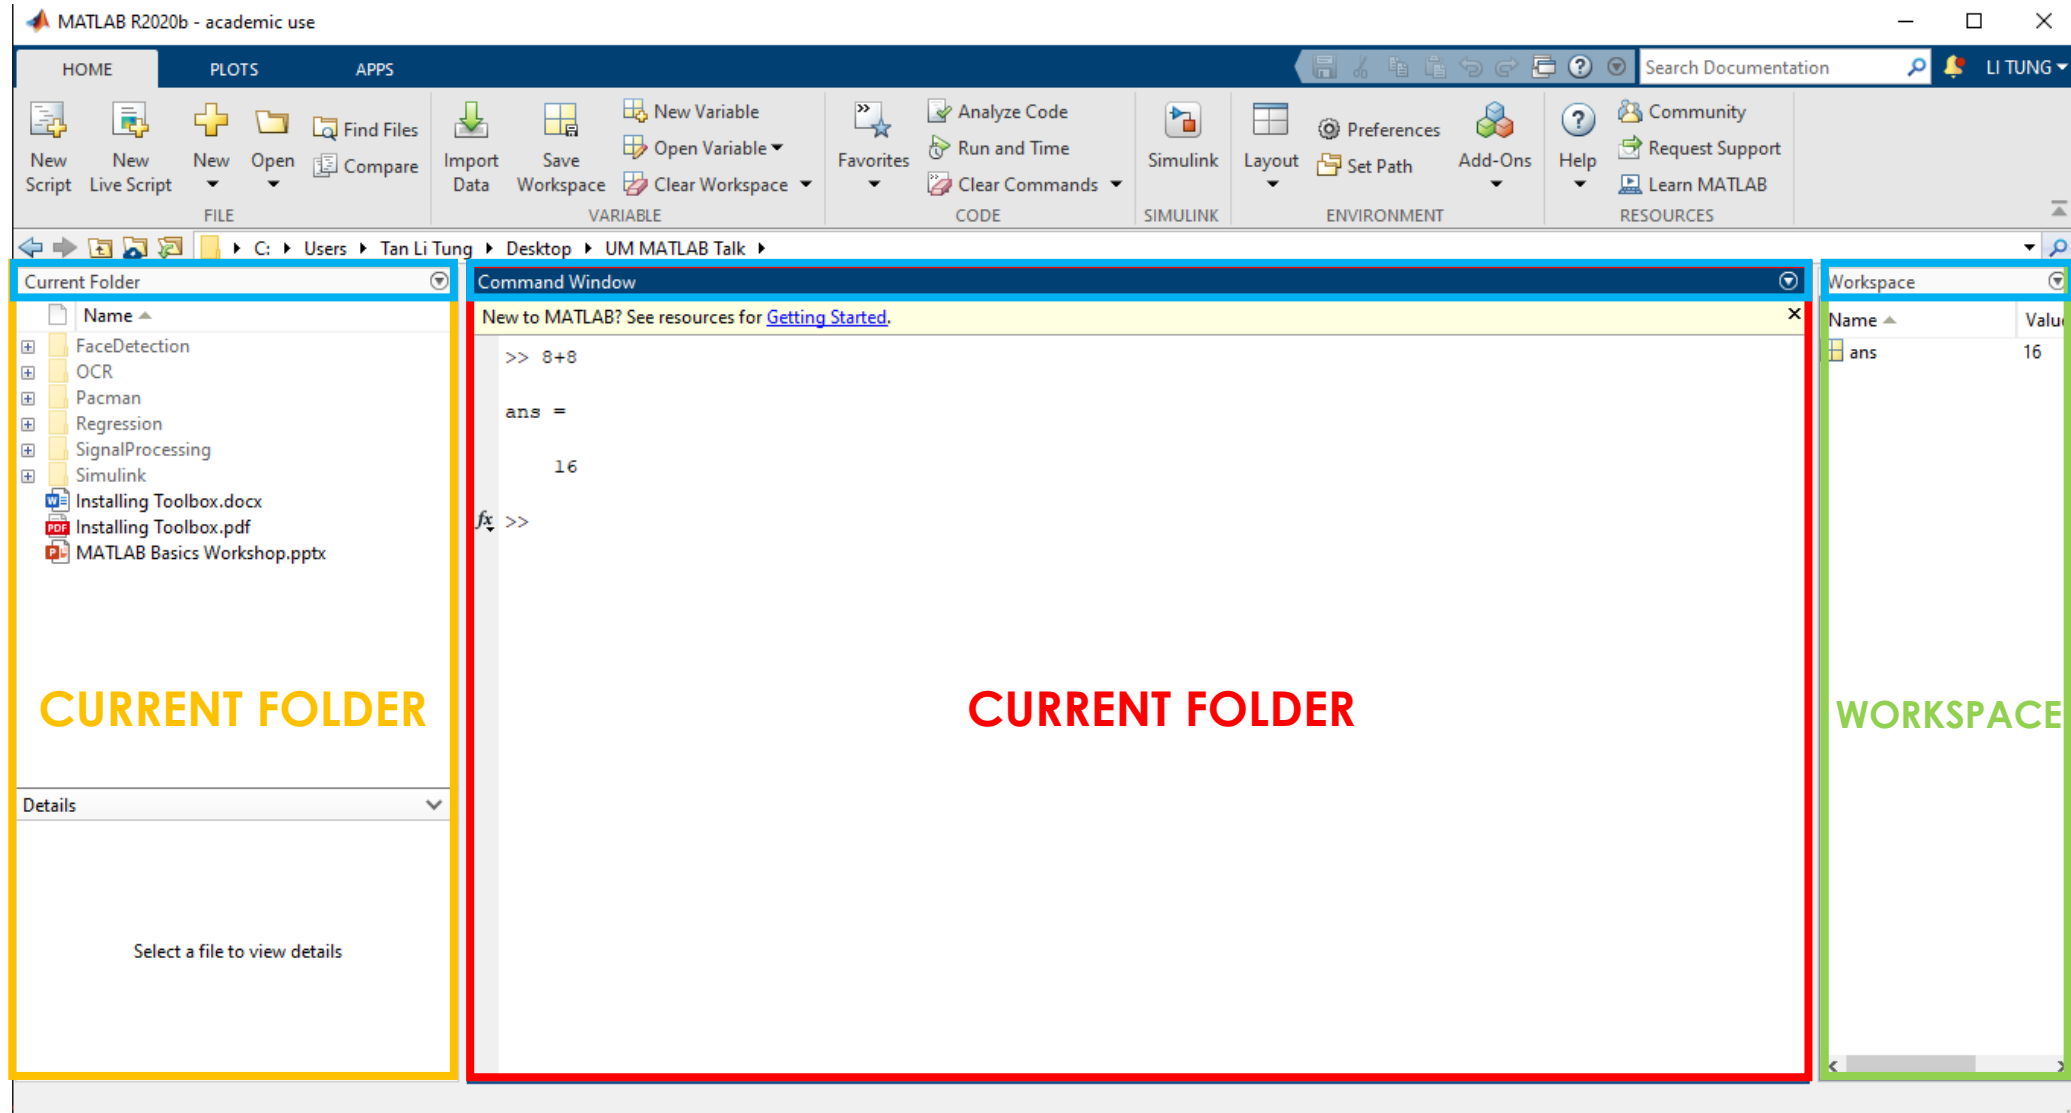 MATLAB R2020b - academic use
HOME PLOTS APPS
Search Documentation
LI TUNG
New Script
New Live Script
New
Open
Find Files
Compare
FILE
Import Data
Save Workspace
New Variable
Open Variable
Clear Workspace
VARIABLE
Favorites
Analyze Code
Run and Time
Clear Commands
CODE
Simulink
SIMULINK
Layout
Preferences
Set Path
Add-Ons
ENVIRONMENT
Help
Community
Request Support
Learn MATLAB
RESOURCES
C: Users Tan Li Tung Desktop UM MATLAB Talk
Current Folder
Name
FaceDetection
OCR
Pacman
Regression
SignalProcessing
Simulink
Installing Toolbox.docx
Installing Toolbox.pdf
MATLAB Basics Workshop.pptx
CURRENT FOLDER
Details
Select a file to view details
Command Window
New to MATLAB? See resources for Getting Started.
>> 8+8
ans =
16
fx >>
CURRENT FOLDER
Workspace
Name Valu
ans 16
WORKSPACE